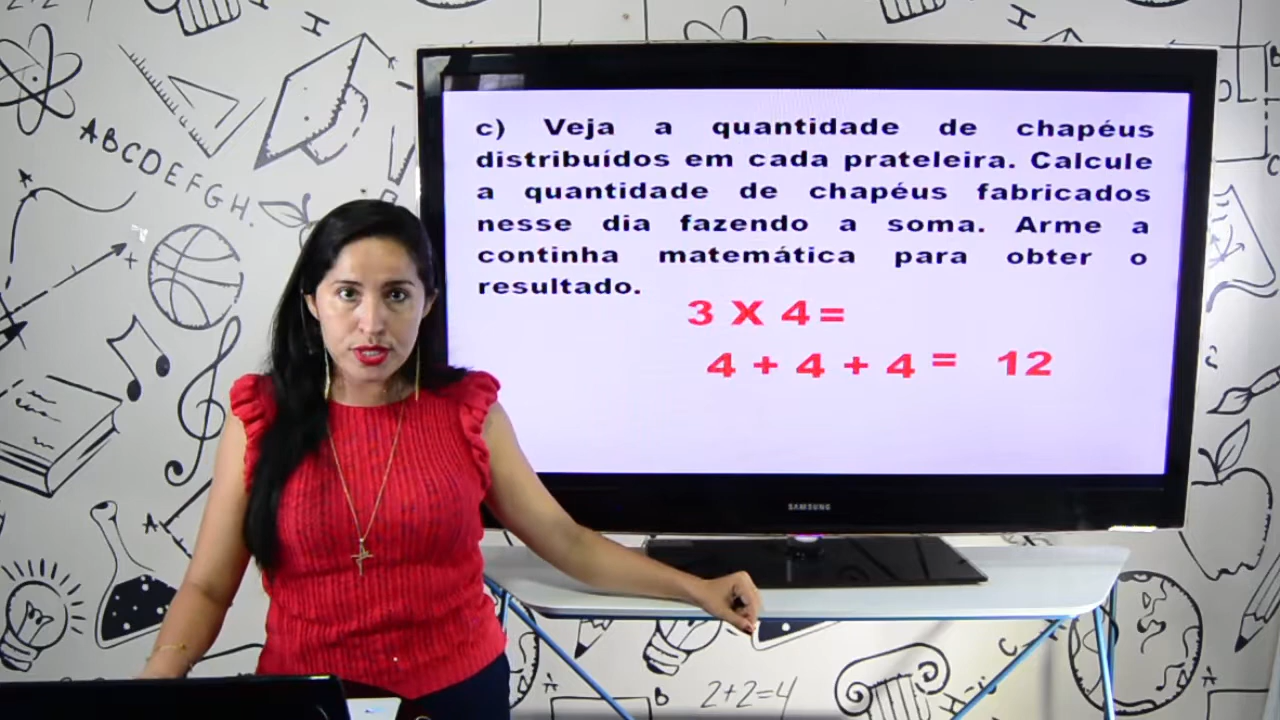 c) Veja a quantidade de chapéus
distribuídos em cada prateleira. Calcule
a quantidade de chapéus fabricados
nesse dia fazendo a soma. Arme a
continha matemática para obter o
resultado.
3 X 4 =
4 + 4 + 4 = 12
SAMSUNG
ABCDEFGH.
A
B
2+2=4